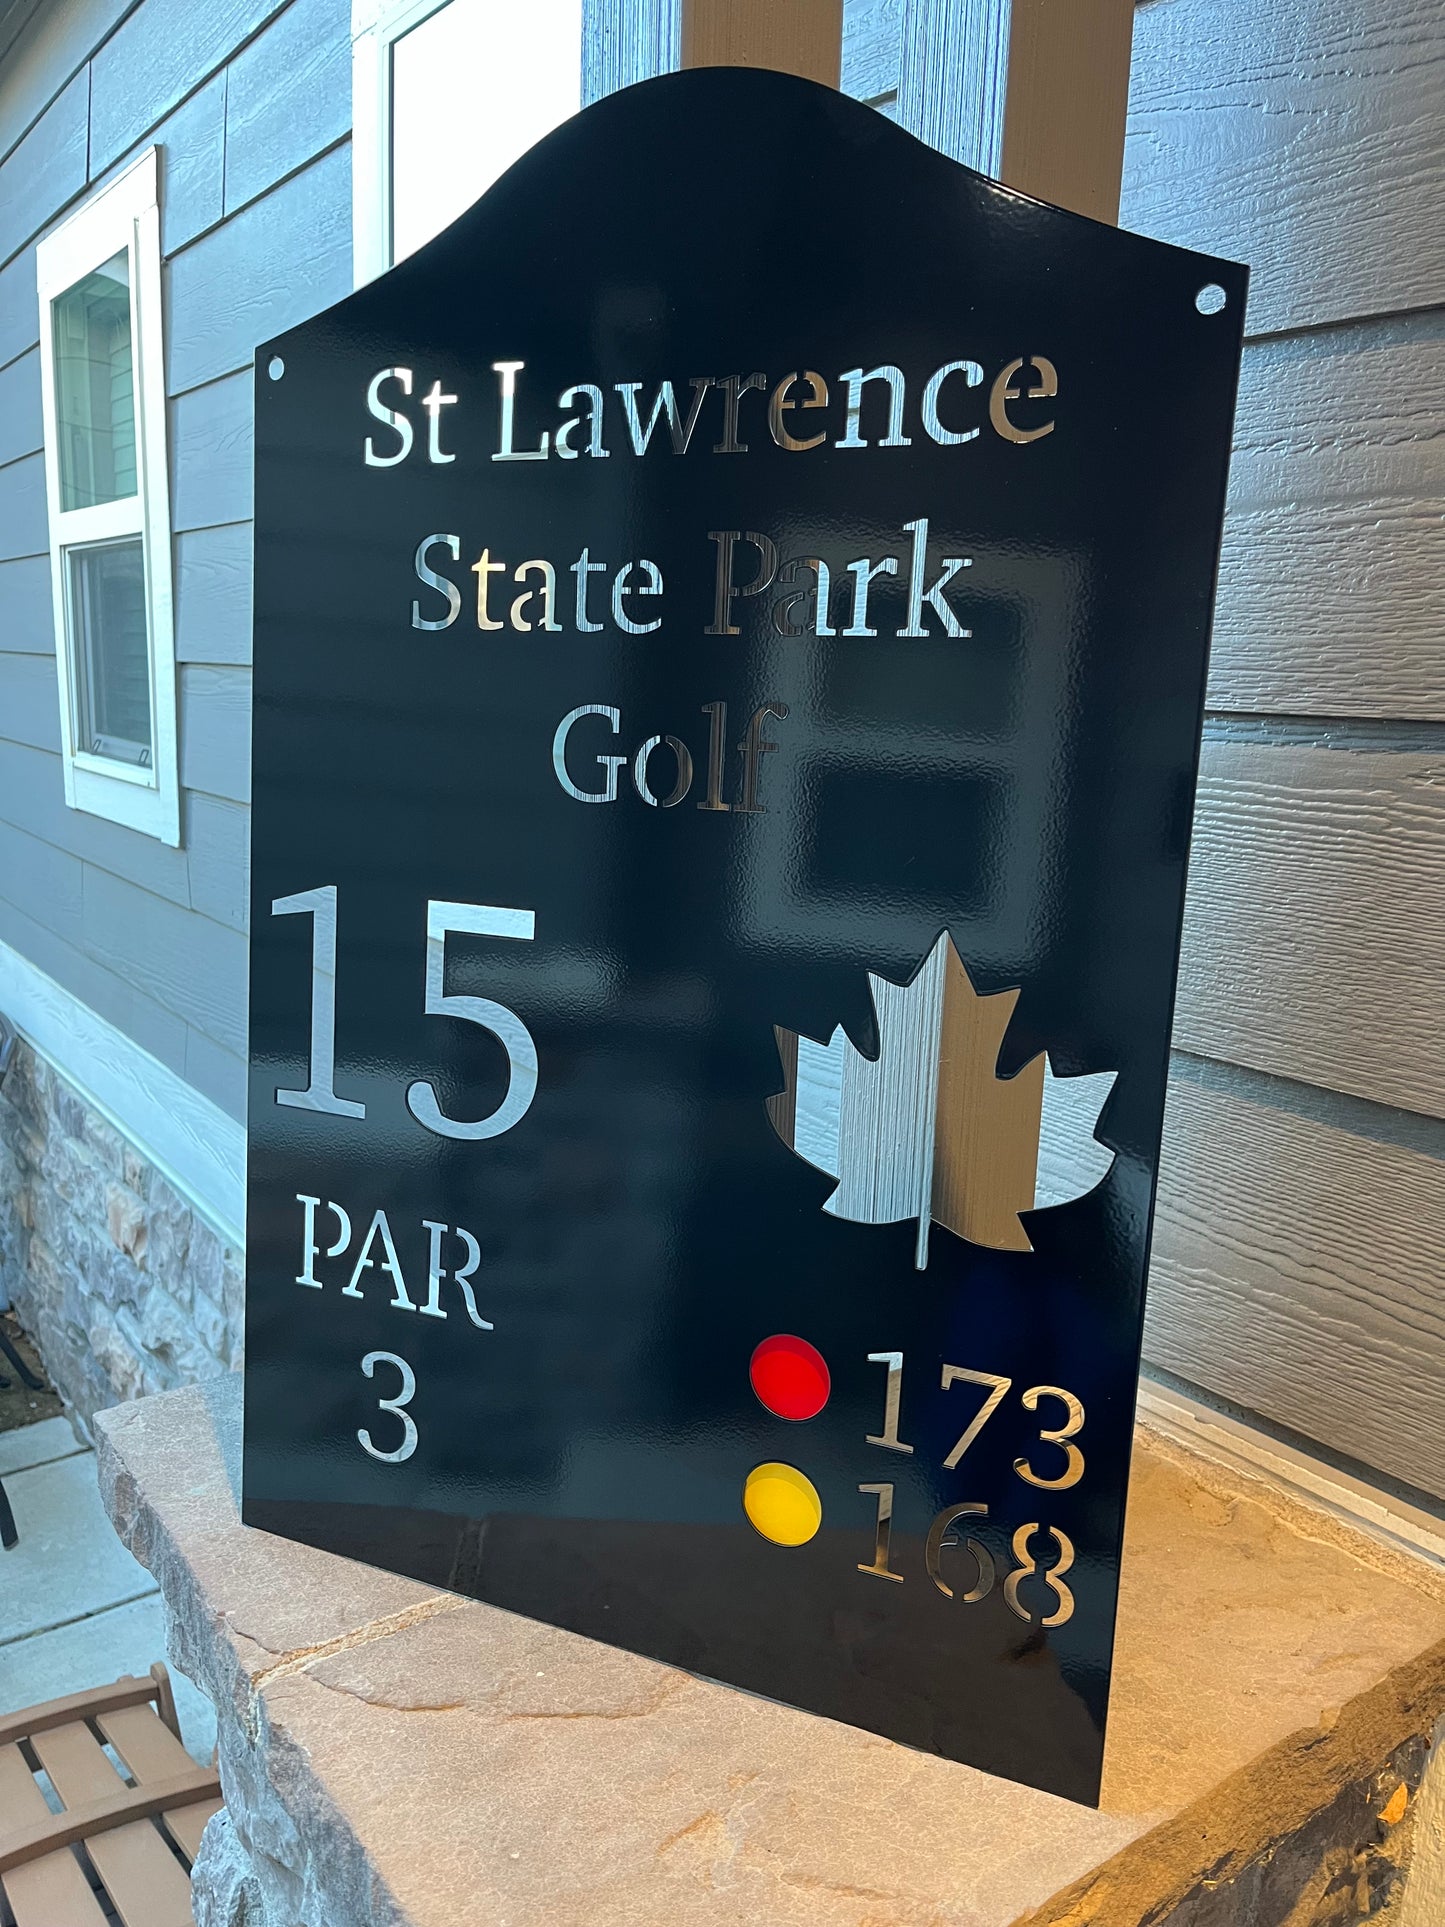 St Lawrence
State Park
Golf
15
PAR
3
173
168